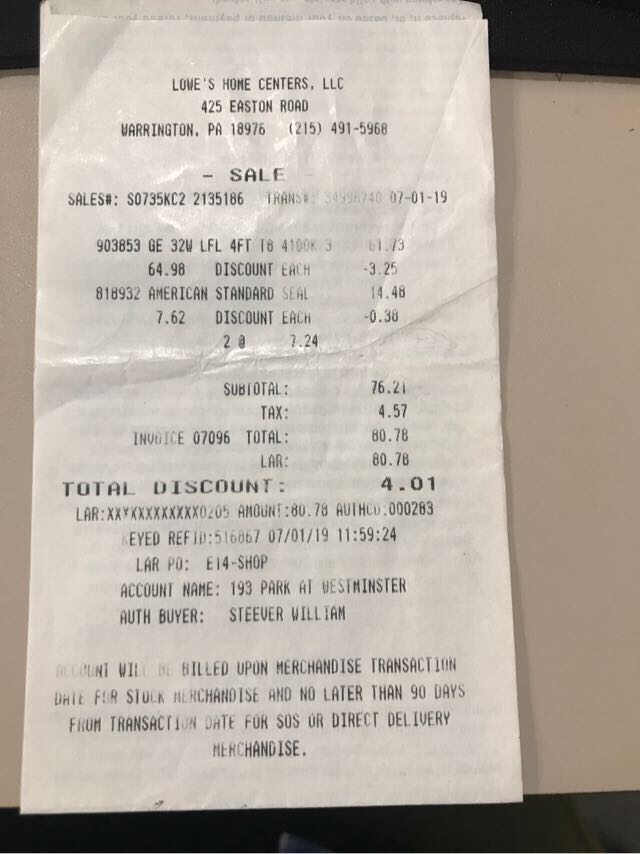 LOWE'S HOME CENTERS, LLC
425 EASTON ROAD
WARRINGTON, PA 18976 (215) 491-5968
- SALE -
SALES#: S0735KC2 2135186 TRANS#: 34996740 07-01-19
903853 GE 32W LFL 4FT T8 4100K 3 61.73
64.98 DISCOUNT EACH -3.25
818932 AMERICAN STANDARD SEAL 14.48
7.62 DISCOUNT EACH -0.38
2 @ 7.24
SUBTOTAL: 76.21
TAX: 4.57
INVOICE 07096 TOTAL: 80.78
LAR: 80.78
TOTAL DISCOUNT: 4.01
LAR:XXXXXXXXXXXX0205 AMOUNT:80.78 AUTHCD:000283
KEYED REFID:516867 07/01/19 11:59:24
LAR PO: E14-SHOP
ACCOUNT NAME: 193 PARK AT WESTMINSTER
AUTH BUYER: STEEVER WILLIAM
ACCOUNT WILL BE BILLED UPON MERCHANDISE TRANSACTION
DATE FOR STOCK MERCHANDISE AND NO LATER THAN 90 DAYS
FROM TRANSACTION DATE FOR SOS OR DIRECT DELIVERY
MERCHANDISE.